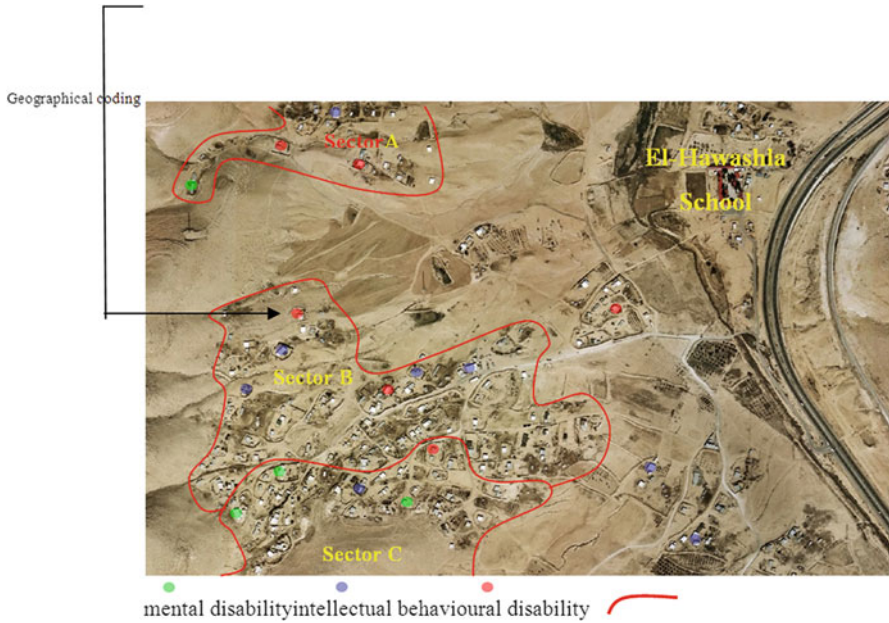 Geographical coding
Sector A
El-Hawashla
School
Sector B
Sector C
mental disabilityintellectual behavioural disability